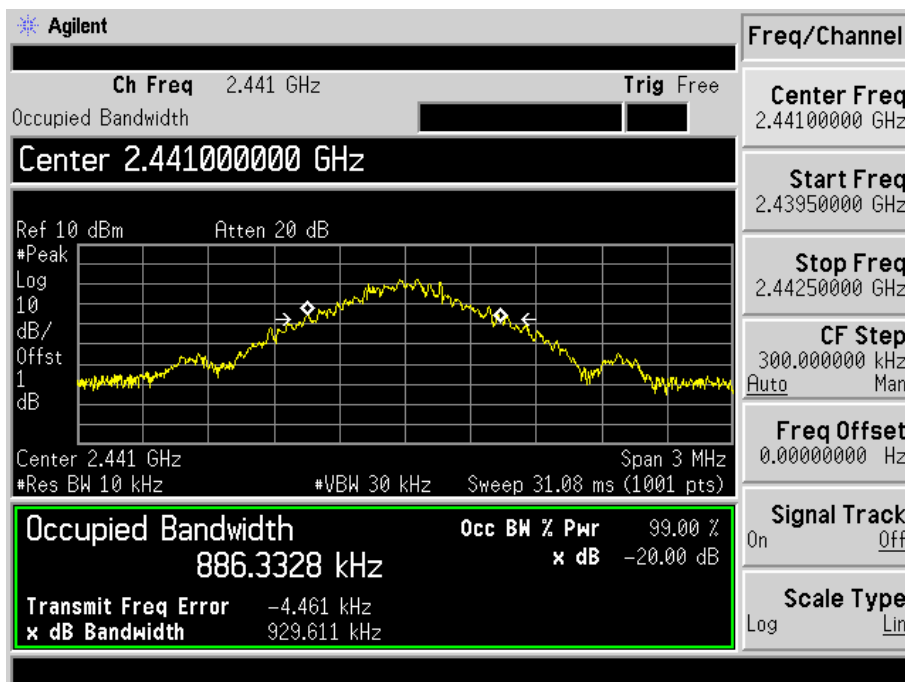 Agilent
Freq/Channel
Ch Freq 2.441 GHz Trig Free
Occupied Bandwidth
Center 2.441000000 GHz
Ref 10 dBm Atten 20 dB
#Peak
Log
10
dB/
Offst
1
dB
Center 2.441 GHz Span 3 MHz
#Res BW 10 kHz #VBW 30 kHz Sweep 31.08 ms (1001 pts)
Occupied Bandwidth
886.3328 kHz
Occ BW % Pwr 99.00 %
x dB -20.00 dB
Transmit Freq Error -4.461 kHz
x dB Bandwidth 929.611 kHz
Center Freq
2.44100000 GHz
Start Freq
2.43950000 GHz
Stop Freq
2.44250000 GHz
CF Step
300.000000 kHz
Auto Man
Freq Offset
0.00000000 Hz
Signal Track
On Off
Scale Type
Log Lin